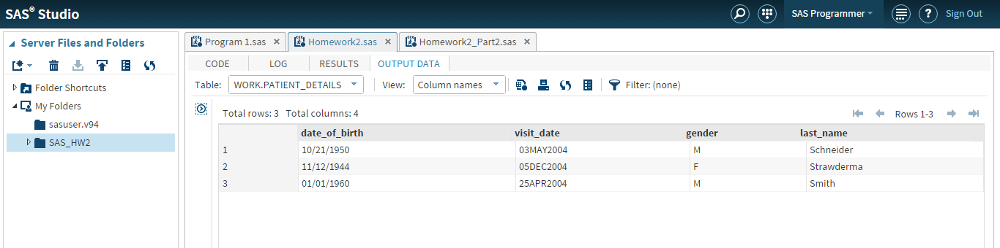 SAS® Studio
SAS Programmer
?
Sign Out
Server Files and Folders
Folder Shortcuts
My Folders
sasuser.v94
SAS_HW2
Program 1.sas
Homework2.sas
Homework2_Part2.sas
CODE LOG RESULTS OUTPUT DATA
Table: WORK.PATIENT_DETAILS View: Column names Filter: (none)
Total rows: 3 Total columns: 4 Rows 1-3
date_of_birth visit_date gender last_name
1 10/21/1950 03MAY2004 M Schneider
2 11/12/1944 05DEC2004 F Strawderma
3 01/01/1960 25APR2004 M Smith